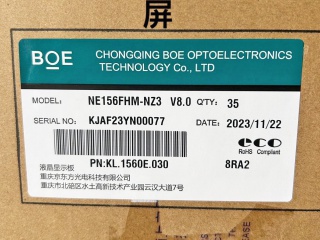 屏
BOE
CHONGQING BOE OPTOELECTRONICS
TECHNOLOGY Co., LTD
MODEL: NE156FHM-NZ3 V8.0 Q'TY: 35
SERIAL NO: KJAF23YN00077 DATE: 2023/11/22
eco
RoHS Compliant
PN:KL.1560E.030 8RA2
液晶显示板
重庆京东方光电科技有限公司
重庆市北碚区水土高新技术产业园云汉大道7号